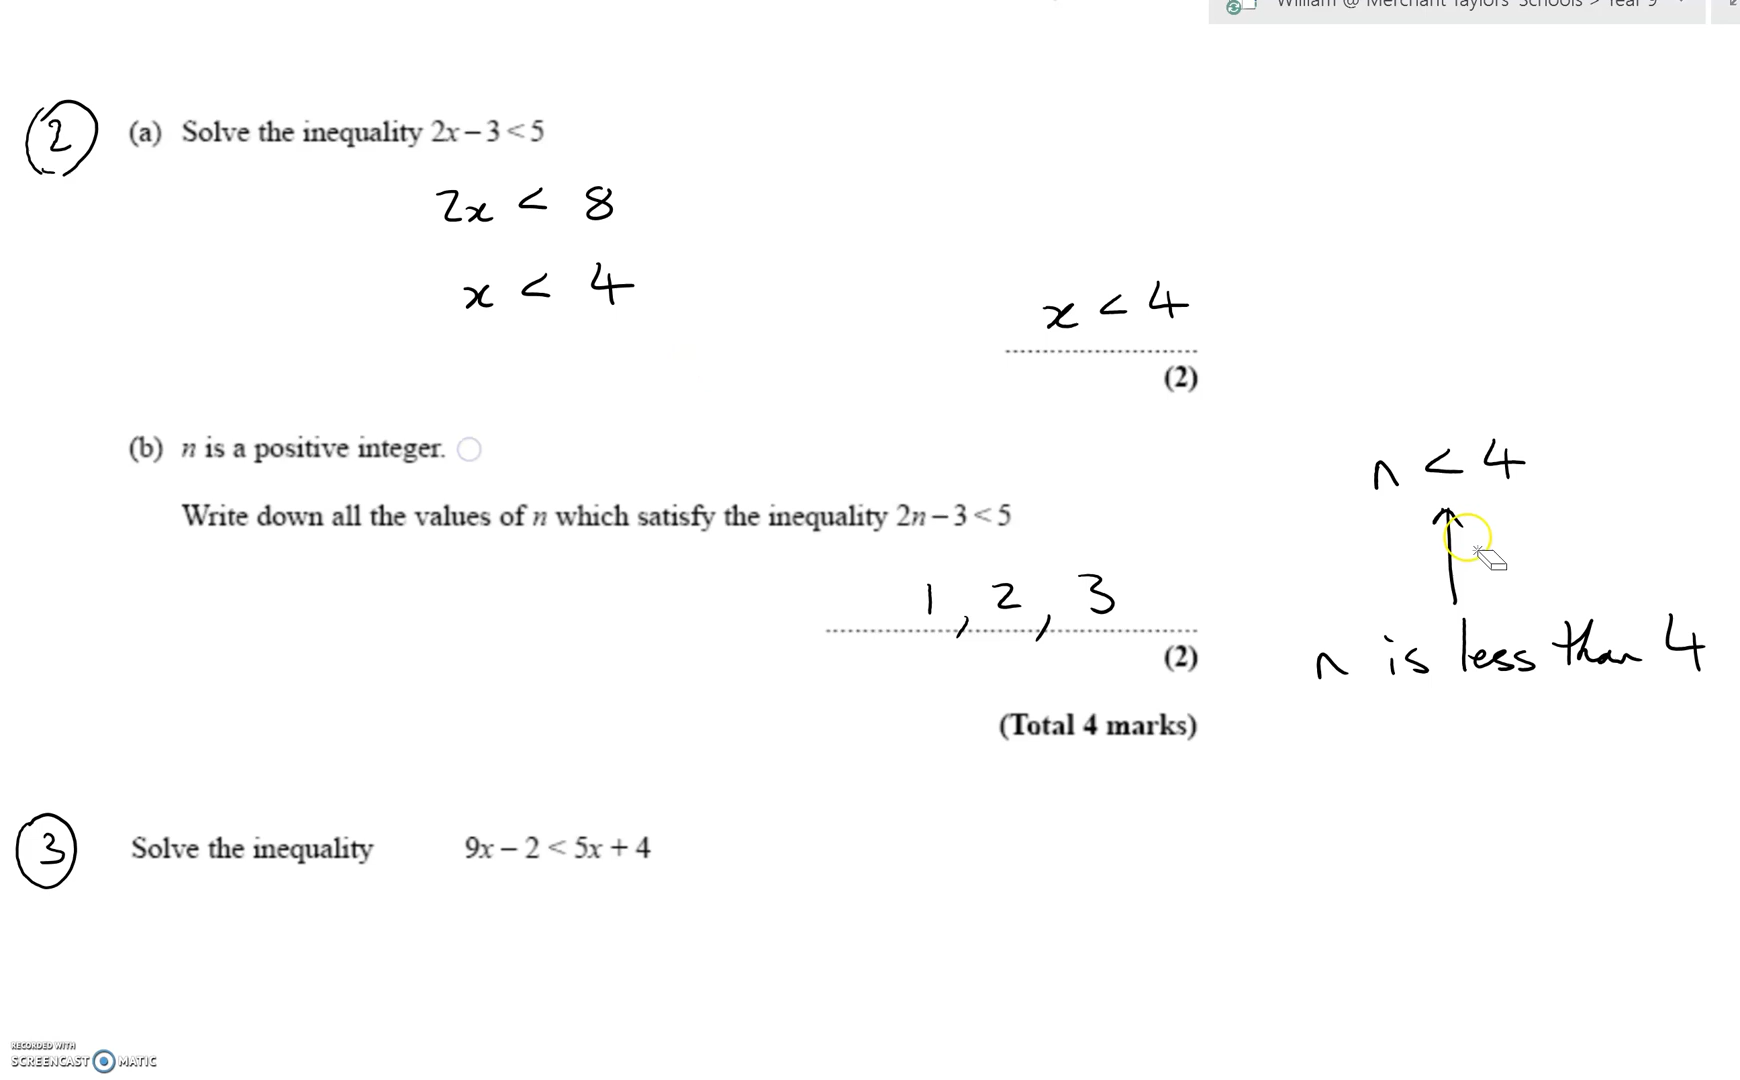 William @ Merchant Taylors' Schools > Year 9
2
(a) Solve the inequality 2x – 3 < 5
2x < 8
x < 4
x < 4
(2)
(b) n is a positive integer.
n < 4
Write down all the values of n which satisfy the inequality 2n – 3 < 5
1, 2, 3
n is less than 4
(2)
(Total 4 marks)
3
Solve the inequality 9x – 2 < 5x + 4
RECORDED WITH
SCREENCAST MATIC